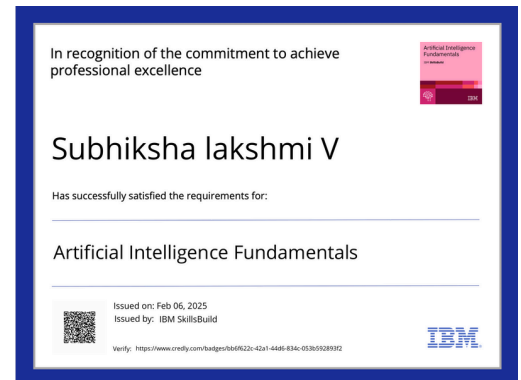 In recognition of the commitment to achieve
professional excellence
Artificial Intelligence
Fundamentals
IBM SkillsBuild
IBM
Subhiksha lakshmi V
Has successfully satisfied the requirements for:
Artificial Intelligence Fundamentals
Issued on: Feb 06, 2025
Issued by: IBM SkillsBuild
Verify: https://www.credly.com/badges/bb6f622c-42a1-44d6-834c-053b592893f2
IBM.